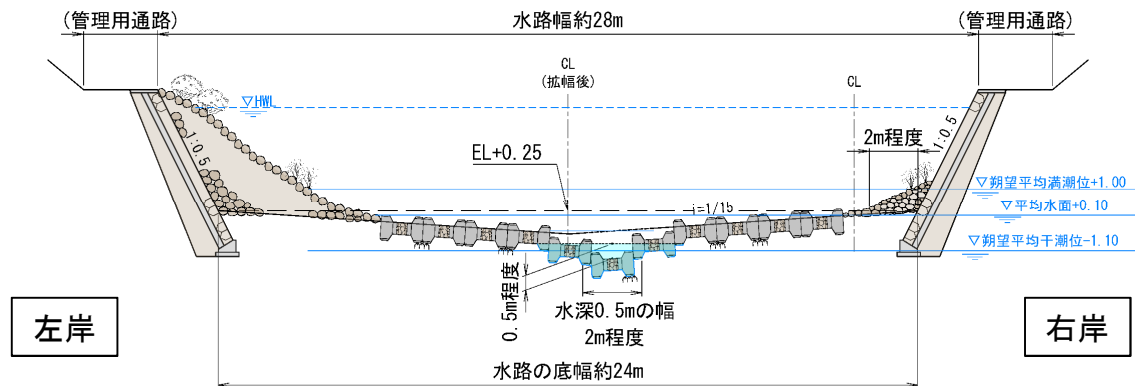 (管理用通路)
水路幅約28m
(管理用通路)
CL
(拡幅後)
CL
▽HWL
2m程度
1:0.5
1:0.5
EL+0.25
i=1/15
▽朔望平均満潮位+1.00
▽平均水面+0.10
▽朔望平均干潮位-1.10
0.5m程度
水深0.5mの幅
2m程度
左岸
右岸
水路の底幅約24m